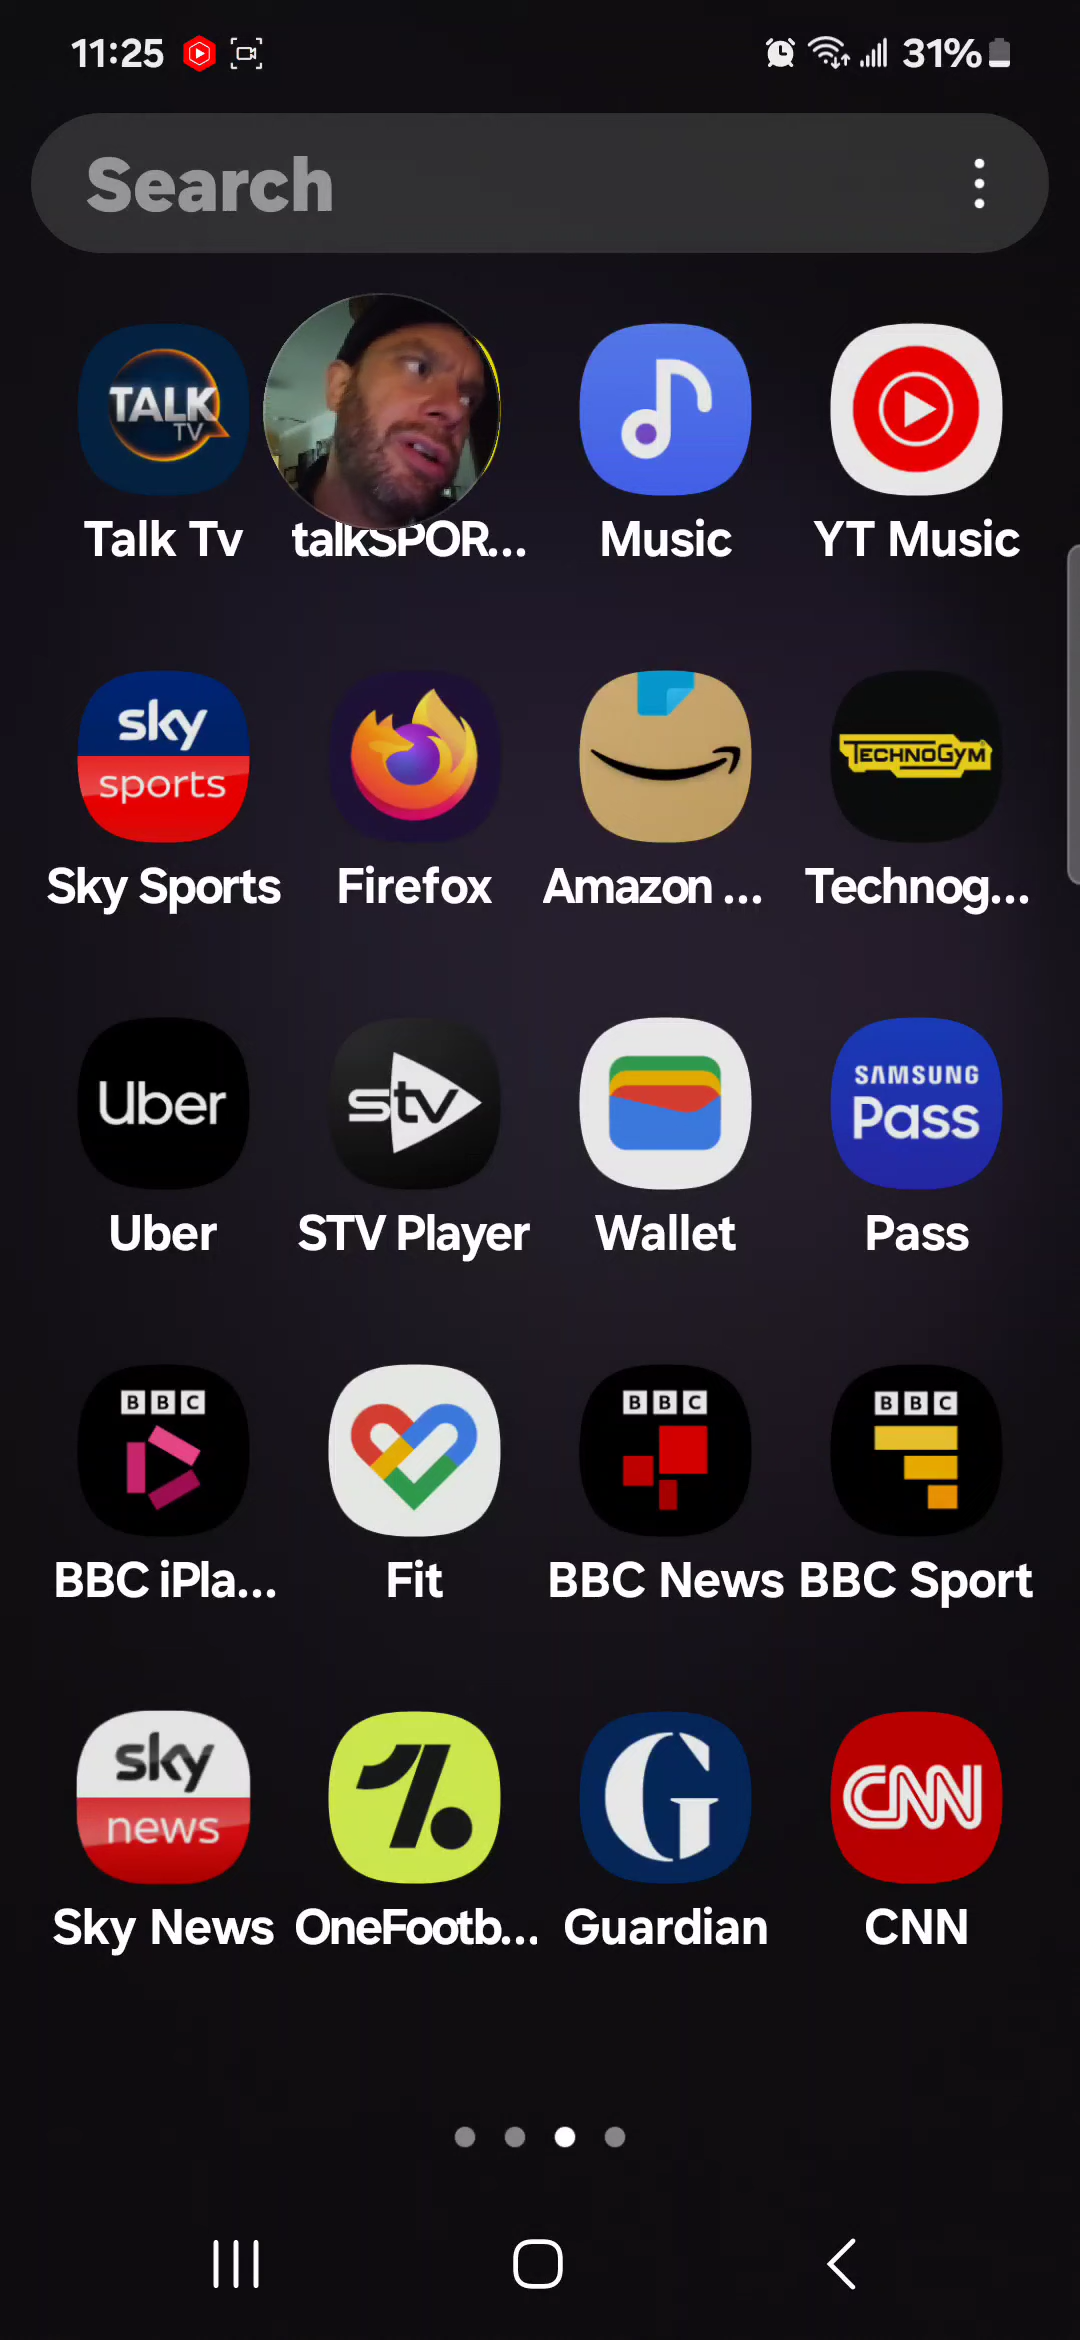 11:25 31%
Search
TALK
TV
Talk Tv talkSPOR... Music YT Music
sky
sports
TECHNOGYM
Sky Sports Firefox Amazon ... Technog...
Uber
stv
SAMSUNG
Pass
Uber STV Player Wallet Pass
BBC
BBC
BBC
BBC iPla... Fit BBC News BBC Sport
sky
news
1
G
CNN
Sky News OneFootb... Guardian CNN